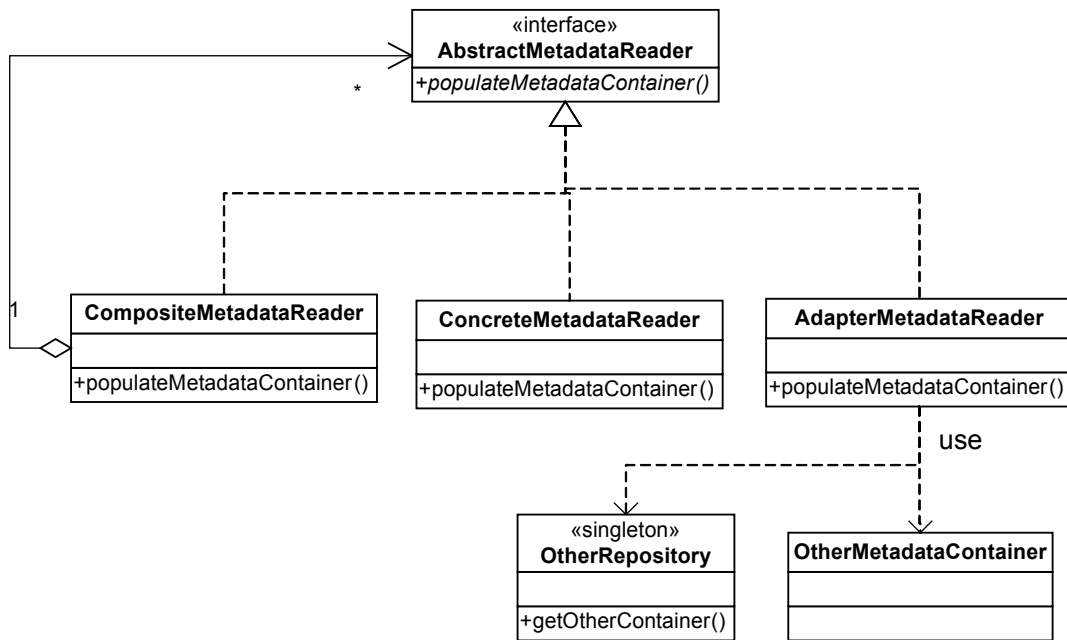 «interface»
AbstractMetadataReader
+populateMetadataContainer()
*
1
CompositeMetadataReader
+populateMetadataContainer()
ConcreteMetadataReader
+populateMetadataContainer()
AdapterMetadataReader
+populateMetadataContainer()
use
«singleton»
OtherRepository
+getOtherContainer()
OtherMetadataContainer